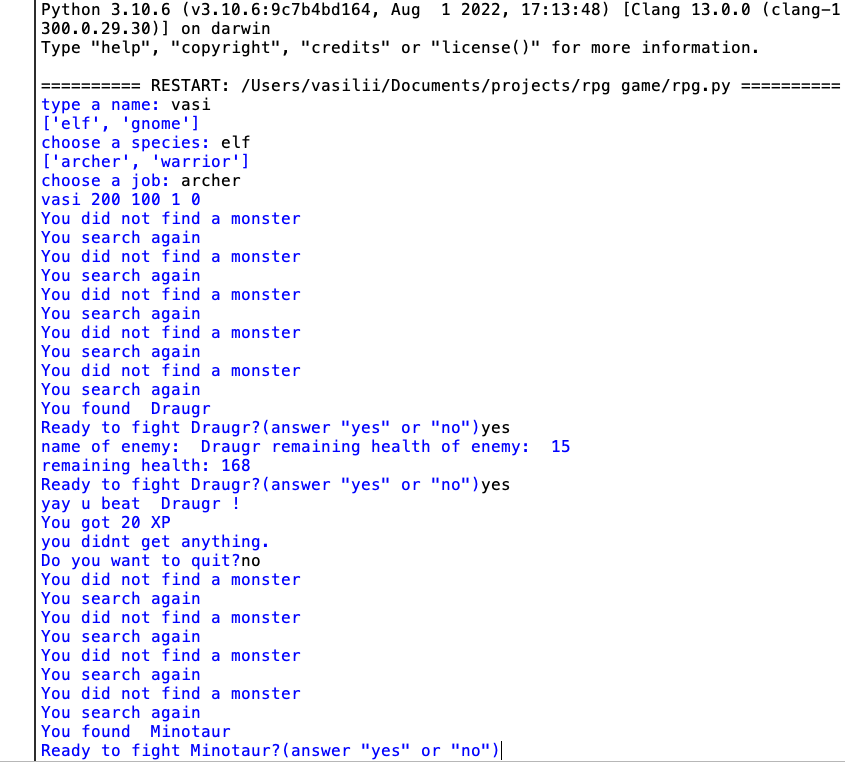 Python 3.10.6 (v3.10.6:9c7b4bd164, Aug  1 2022, 17:13:48) [Clang 13.0.0 (clang-1
300.0.29.30)] on darwin
Type "help", "copyright", "credits" or "license()" for more information.
========== RESTART: /Users/vasilii/Documents/projects/rpg game/rpg.py ==========
type a name: vasi
['elf', 'gnome']
choose a species: elf
['archer', 'warrior']
choose a job: archer
vasi 200 100 1 0
You did not find a monster
You search again
You did not find a monster
You search again
You did not find a monster
You search again
You did not find a monster
You search again
You did not find a monster
You search again
You found  Draugr
Ready to fight Draugr?(answer "yes" or "no")yes
name of enemy:  Draugr remaining health of enemy:  15
remaining health: 168
Ready to fight Draugr?(answer "yes" or "no")yes
yay u beat  Draugr !
You got 20 XP
you didnt get anything.
Do you want to quit?no
You did not find a monster
You search again
You did not find a monster
You search again
You did not find a monster
You search again
You did not find a monster
You search again
You found  Minotaur
Ready to fight Minotaur?(answer "yes" or "no")